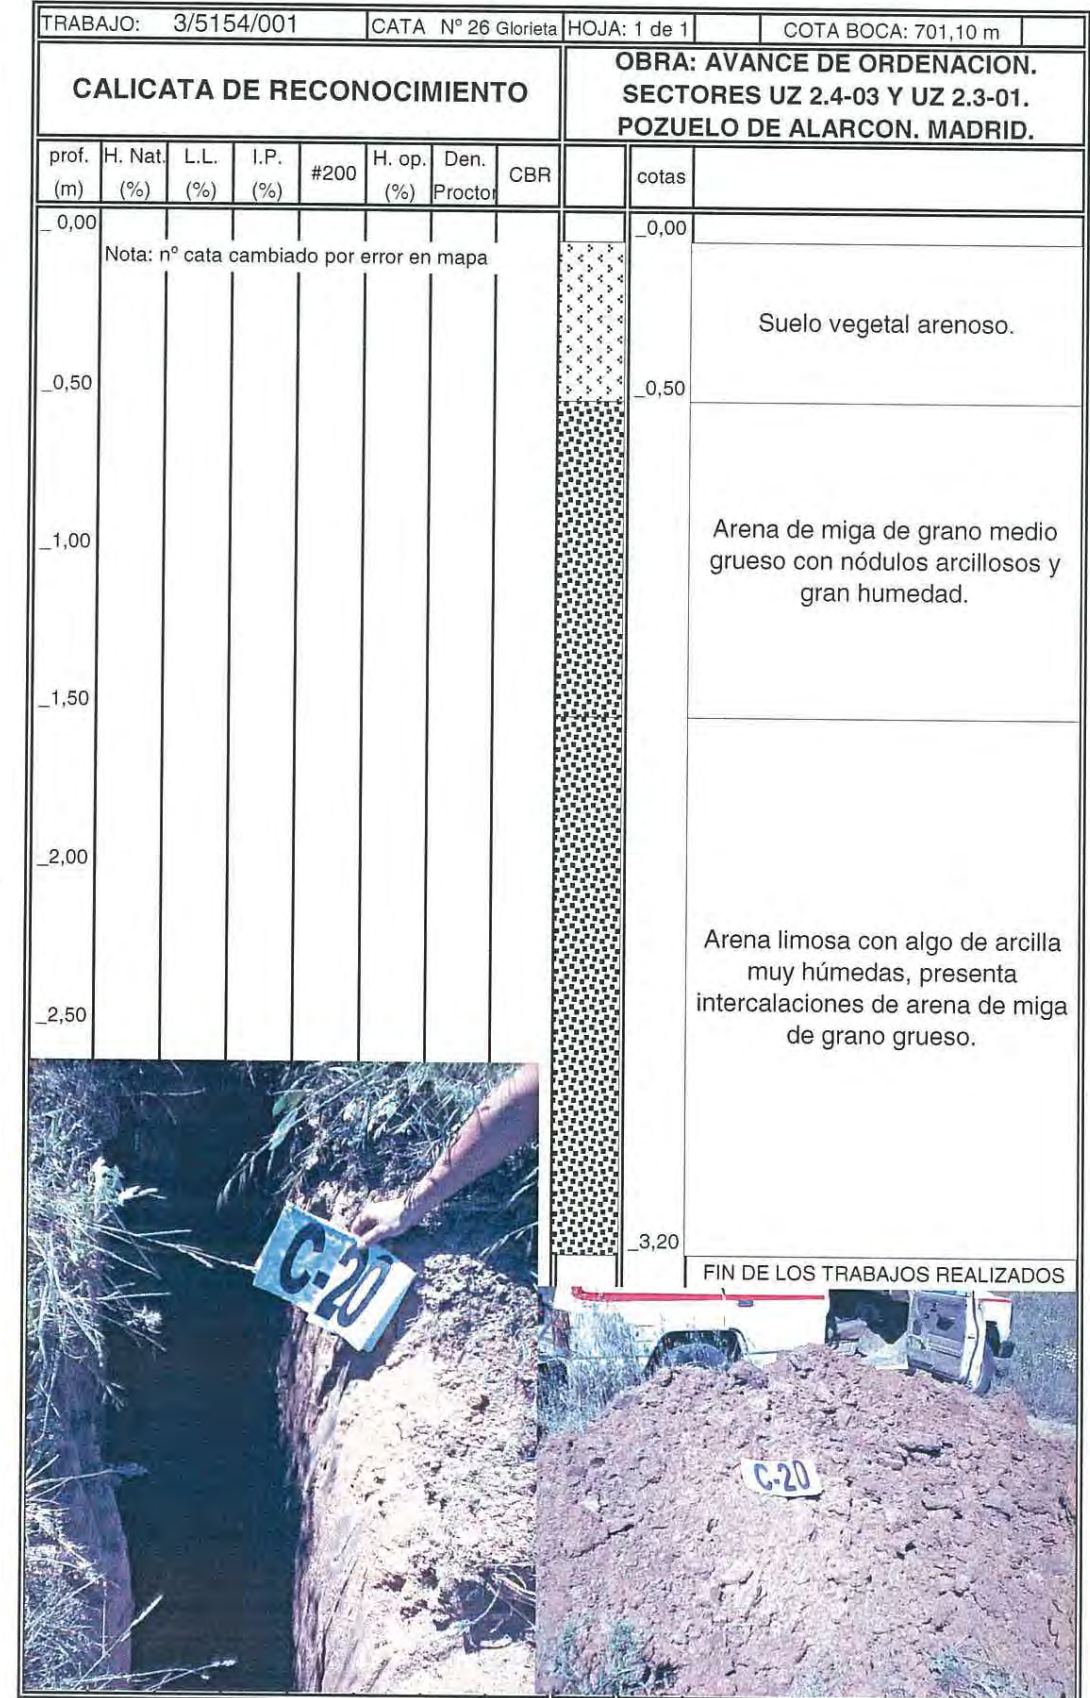 TRABAJO: 3/5154/001 CATA Nº 26 Glorieta HOJA: 1 de 1 COTA BOCA: 701,10 m
CALICATA DE RECONOCIMIENTO
OBRA: AVANCE DE ORDENACION.
SECTORES UZ 2.4-03 Y UZ 2.3-01.
POZUELO DE ALARCON. MADRID.
prof. H. Nat. L.L. I.P. #200 H. op. Den. CBR cotas
(m) (%) (%) (%) (%) Proctor
_ 0,00 _0,00
Nota: nº cata cambiado por error en mapa
Suelo vegetal arenoso.
_0,50 _0,50
Arena de miga de grano medio
_1,00
grueso con nódulos arcillosos y
gran humedad.
_1,50
_2,00
Arena limosa con algo de arcilla
muy húmedas, presenta
intercalaciones de arena de miga
_2,50
de grano grueso.
_3,20
FIN DE LOS TRABAJOS REALIZADOS
C-20
C-20